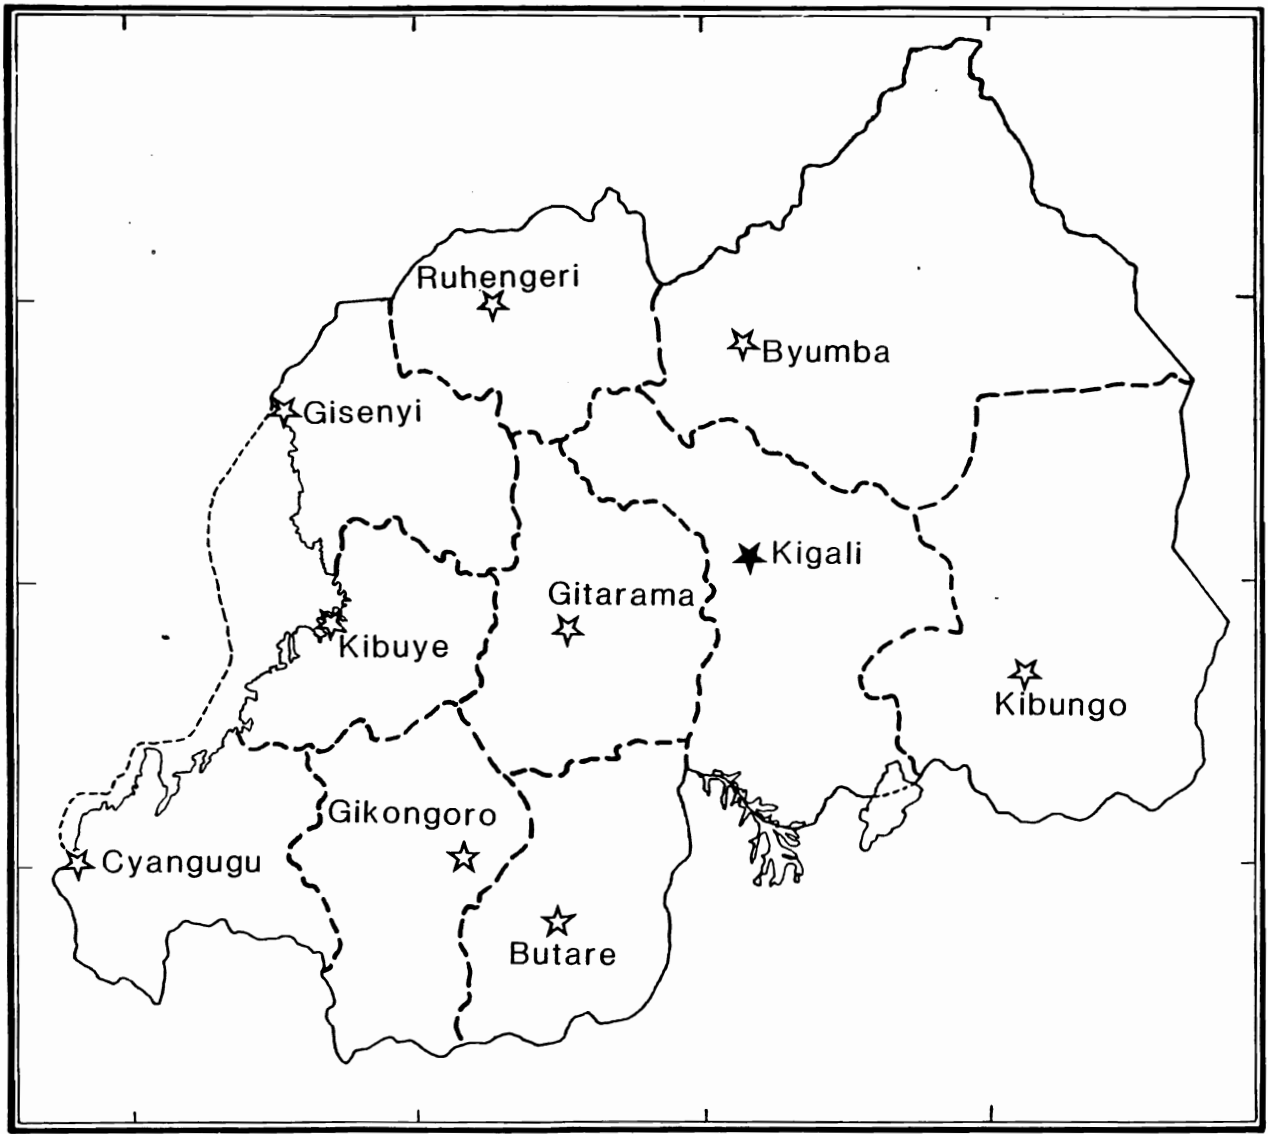 Ruhengeri
Byumba
Gisenyi
Kigali
Gitarama
Kibuye
Kibungo
Gikongoro
Cyangugu
Butare